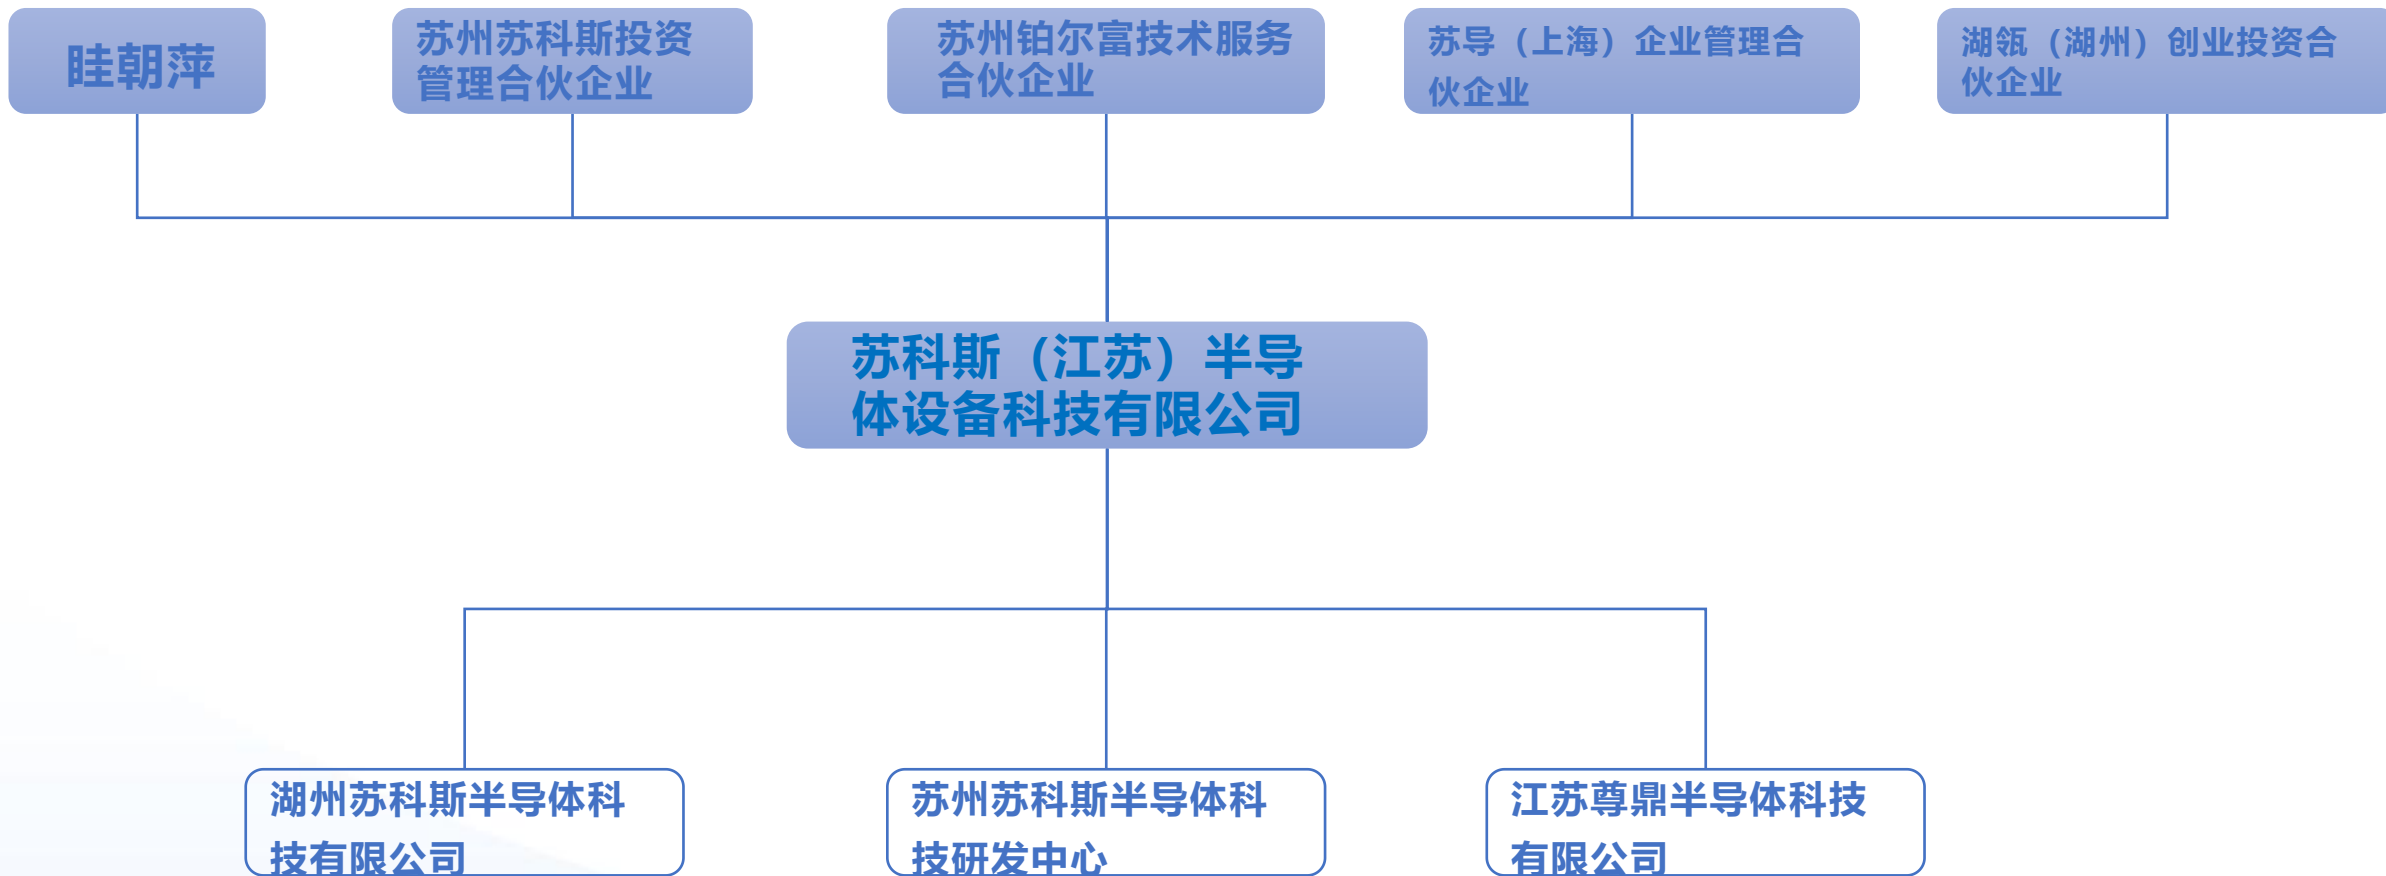 眭朝萍
苏州苏科斯投资
管理合伙企业
苏州铂尔富技术服务
合伙企业
苏导（上海）企业管理合
伙企业
湖瓴（湖州）创业投资合
伙企业
苏科斯（江苏）半导
体设备科技有限公司
湖州苏科斯半导体科
技有限公司
苏州苏科斯半导体科
技研发中心
江苏尊鼎半导体科技
有限公司